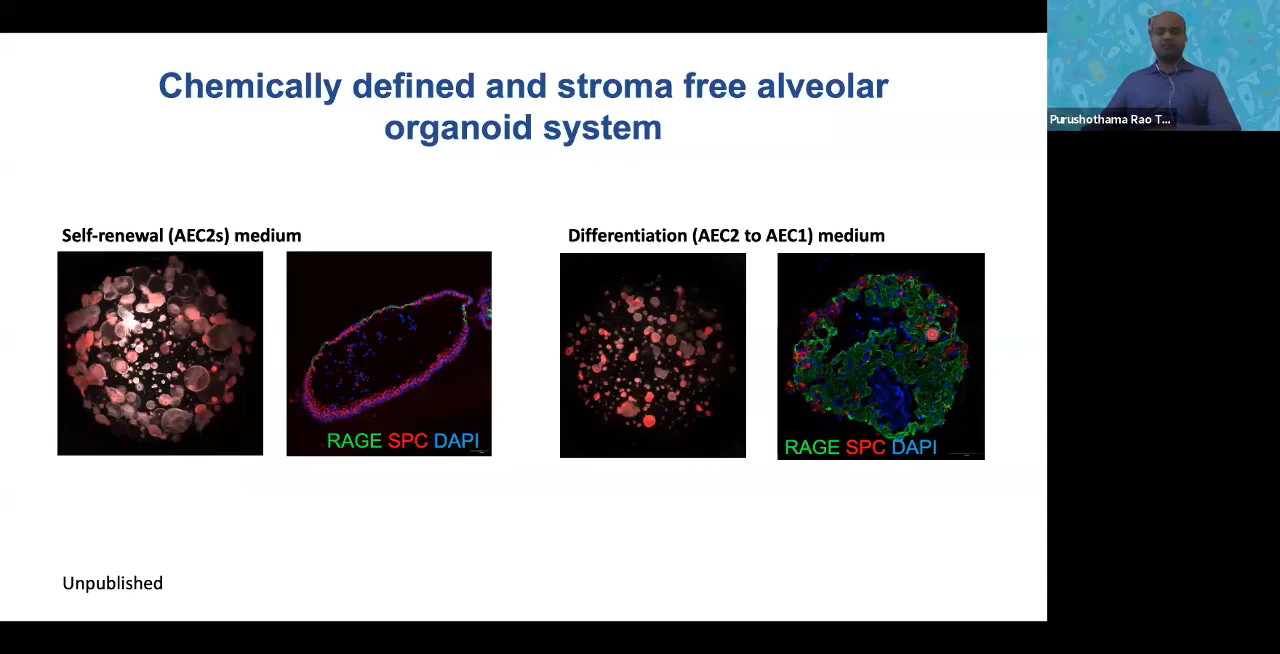 Chemically defined and stroma free alveolar
organoid system
Purushothama Rao T...
Self-renewal (AEC2s) medium
Differentiation (AEC2 to AEC1) medium
RAGE SPC DAPI
RAGE SPC DAPI
Unpublished